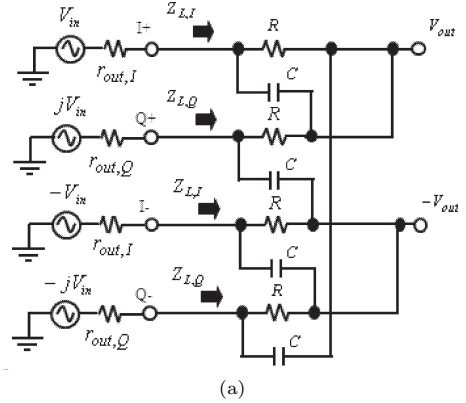 V_in I+ Z_L,I R V_out
r_out,I
C
jV_in Q+ Z_L,Q R
r_out,Q
C
-V_in I- Z_L,I R -V_out
r_out,I
C
-jV_in Q- Z_L,Q R
r_out,Q
C
(a)